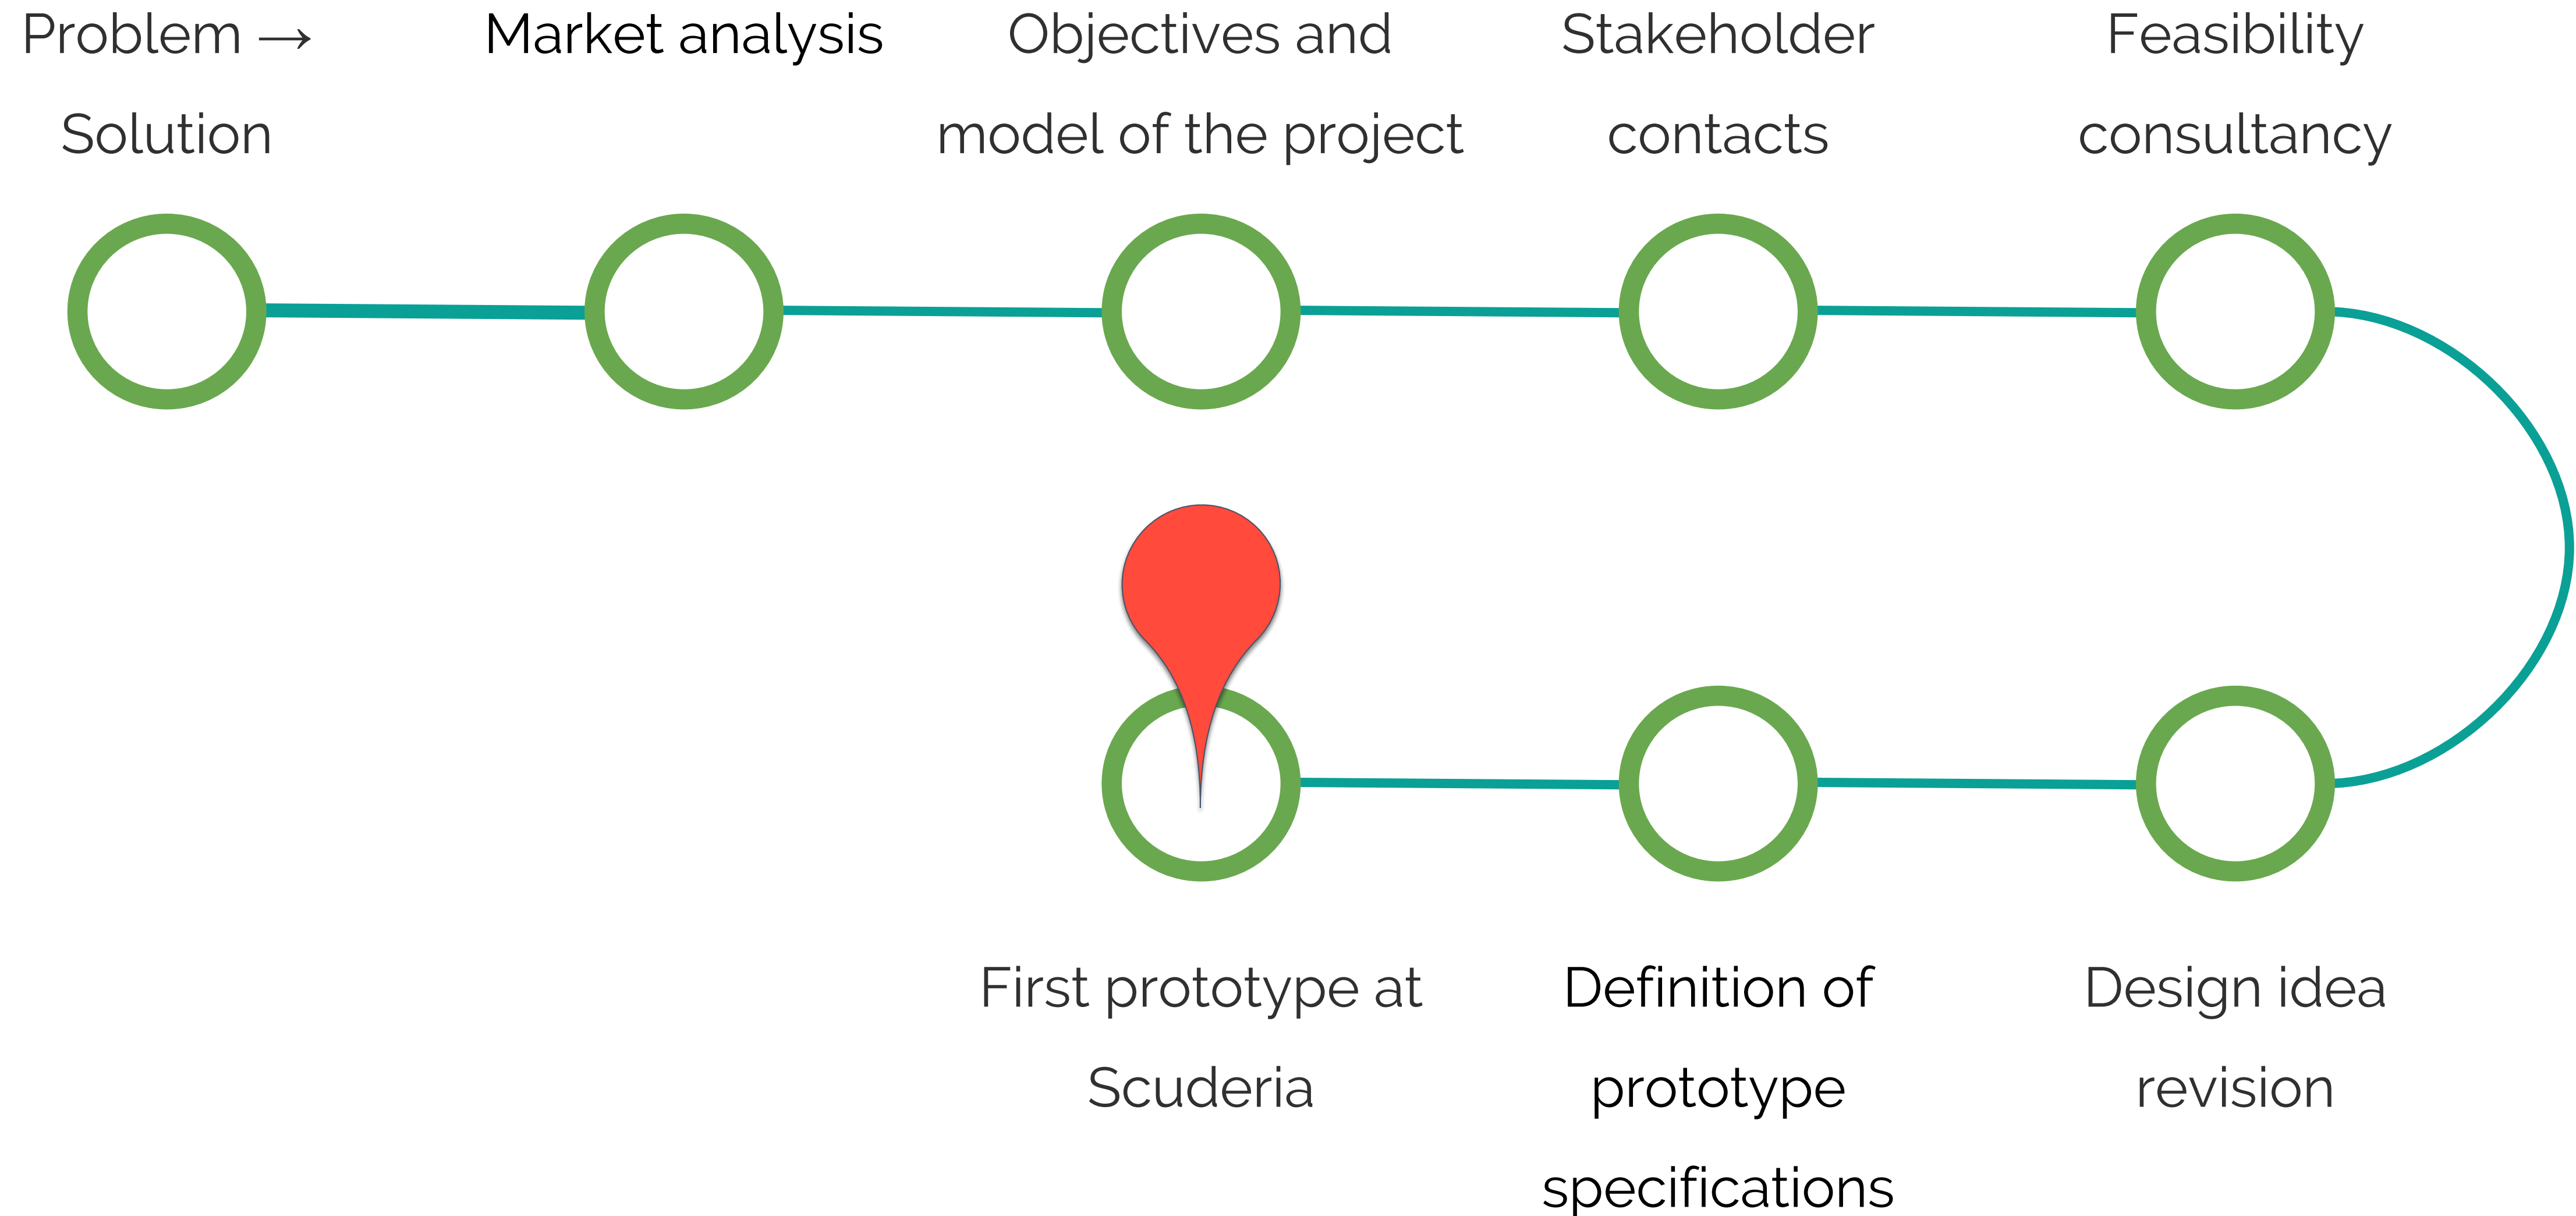 Problem →
Solution
Market analysis
Objectives and
model of the project
Stakeholder
contacts
Feasibility
consultancy
First prototype at
Scuderia
Definition of
prototype
specifications
Design idea
revision